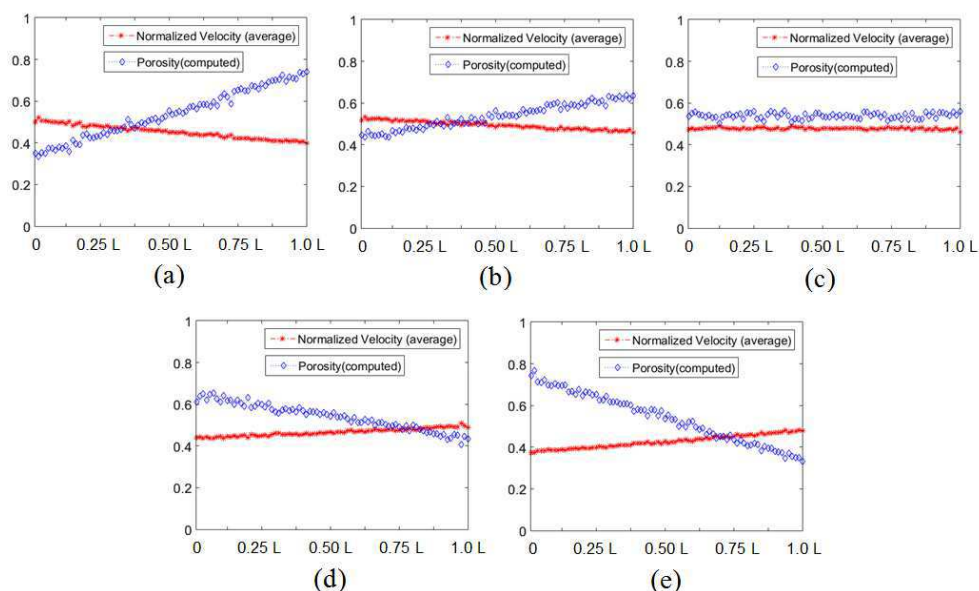 1
0.8
0.6
0.4
0.2
0
Normalized Velocity (average)
Porosity(computed)
0 0.25 L 0.50 L 0.75 L 1.0 L
(a)
1
0.8
0.6
0.4
0.2
0
Normalized Velocity (average)
Porosity(computed)
0 0.25 L 0.50 L 0.75 L 1.0 L
(b)
1
0.8
0.6
0.4
0.2
0
Normalized Velocity (average)
Porosity(computed)
0 0.25 L 0.50 L 0.75 L 1.0 L
(c)
1
0.8
0.6
0.4
0.2
0
Normalized Velocity (average)
Porosity(computed)
0 0.25 L 0.50 L 0.75 L 1.0 L
(d)
1
0.8
0.6
0.4
0.2
0
Normalized Velocity (average)
Porosity(computed)
0 0.25 L 0.50 L 0.75 L 1.0 L
(e)